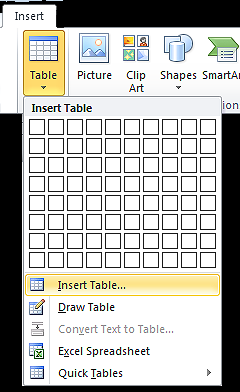 Insert
Table Picture Clip Art Shapes SmartAr
Insert Table
Insert Table...
Draw Table
Convert Text to Table...
Excel Spreadsheet
Quick Tables